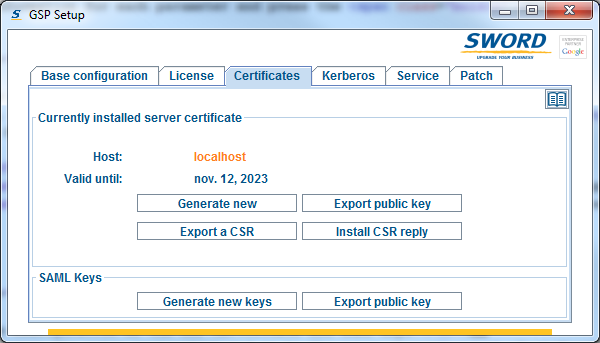 GSP Setup
SWORD
UPGRADE YOUR BUSINESS
ENTERPRISE
PARTNER
Google
Base configuration License Certificates Kerberos Service Patch
Currently installed server certificate
Host: localhost
Valid until: nov. 12, 2023
Generate new Export public key
Export a CSR Install CSR reply
SAML Keys
Generate new keys Export public key